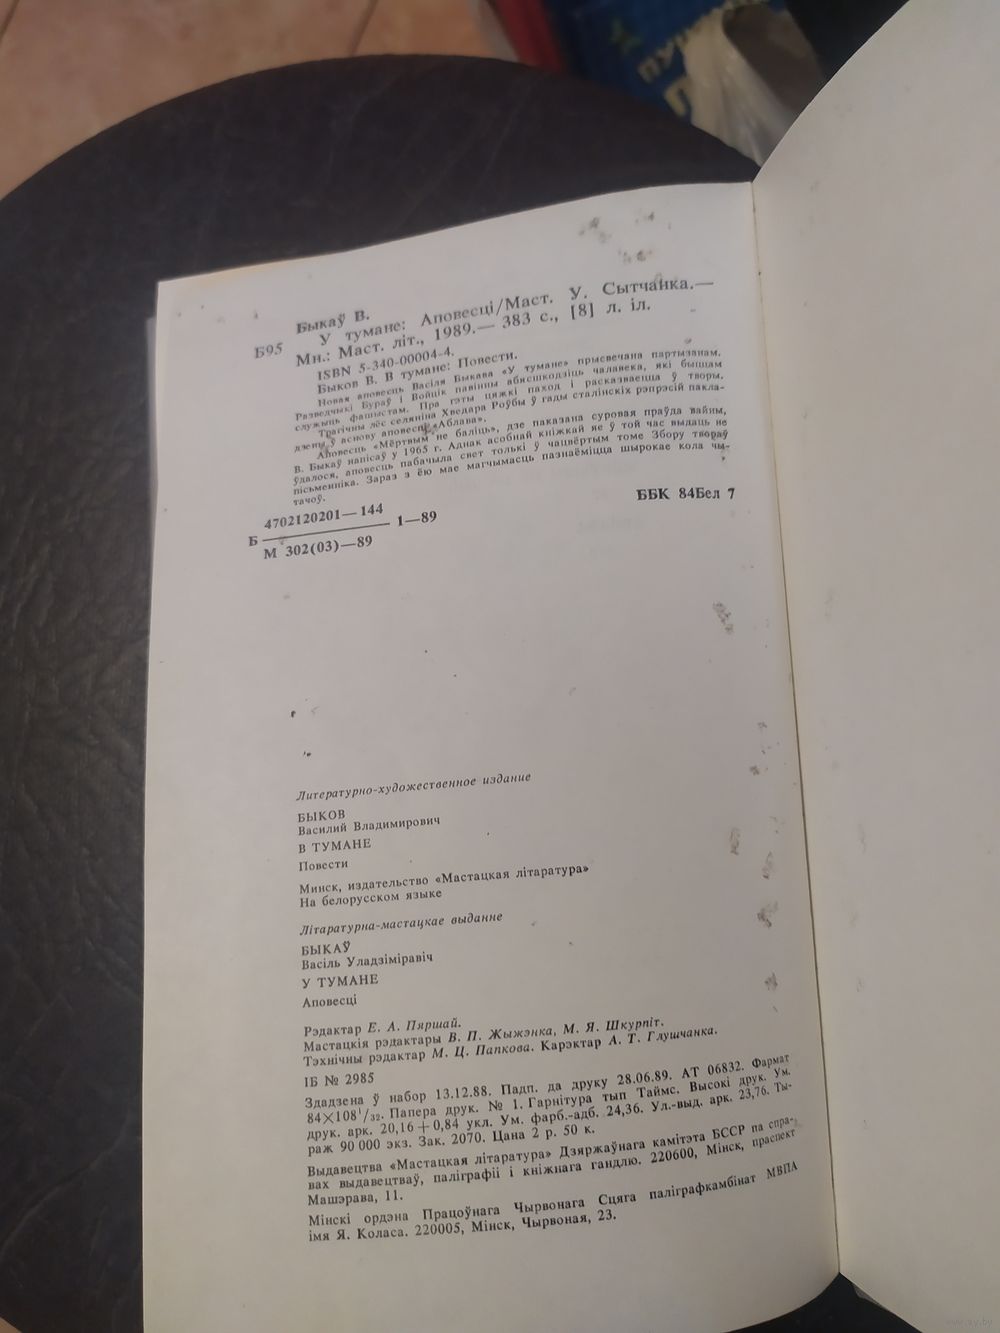 Быкаў В.
Б95 У тумане: Аповесці/Маст. У. Сытчанка.—
Мн.: Маст. літ., 1989.— 383 с., [8] л. іл.
ISBN 5-340-00004-4.
Быков В. В тумане: Повести.
Новая аповесць Васіля Быкава «У тумане» прысвечана партызанам.
Разведчыкі Бураў і Войцік павінны абясшкодзіць чалавека, які быццам
служыць фашыстам. Пра гэты цяжкі паход і расказваецца ў творы.
Трагічны лёс селяніна Хведара Роўбы ў гады сталінскіх рэпрэсій пакла-
дзены ў аснову аповесці «Аблава».
Аповесць «Мёртвым не баліць», дзе паказана суровая праўда вайны,
В. Быкаў напісаў у 1965 г. Аднак асобнай кніжкай яе ў той час выдаць не
ўдалося, аповесць пабачыла свет толькі ў чацвёртым томе Збору твораў
пісьменніка. Зараз з ёю мае магчымасць пазнаёміцца шырокае кола чы-
тачоў.
4702120201—144
Б 1—89 ББК 84Бел 7
М 302(03)—89
Литературно-художественное издание
БЫКОВ
Василий Владимирович
В ТУМАНЕ
Повести
Минск, издательство «Мастацкая літаратура»
На белорусском языке
Літаратурна-мастацкае выданне
БЫКАЎ
Васіль Уладзіміравіч
У ТУМАНЕ
Аповесці
Рэдактар Е. А. Пяршай.
Мастацкія рэдактары В. П. Жыжэнка, М. Я. Шкурпіт.
Тэхнічны рэдактар М. Ц. Папкова. Карэктар А. Т. Глушчанка.
ІБ № 2985
Здадзена ў набор 13.12.88. Падп. да друку 28.06.89. АТ 06832. Фармат
84×108¹/₃₂. Папера друк. № 1. Гарнітура тып Таймс. Высокі друк. Ум.
друк. арк. 20,16+0,84 укл. Ум. фарб.-адб. 24,36. Ул.-выд. арк. 23,76. Ты-
раж 90 000 экз. Зак. 2070. Цана 2 р. 50 к.
Выдавецтва «Мастацкая літаратура» Дзяржаўнага камітэта БССР па спра-
вах выдавецтваў, паліграфіі і кніжнага гандлю. 220600, Мінск, праспект
Машэрава, 11.
Мінскі ордэна Працоўнага Чырвонага Сцяга паліграфкамбінат МВПА
імя Я. Коласа. 220005, Мінск, Чырвоная, 23.